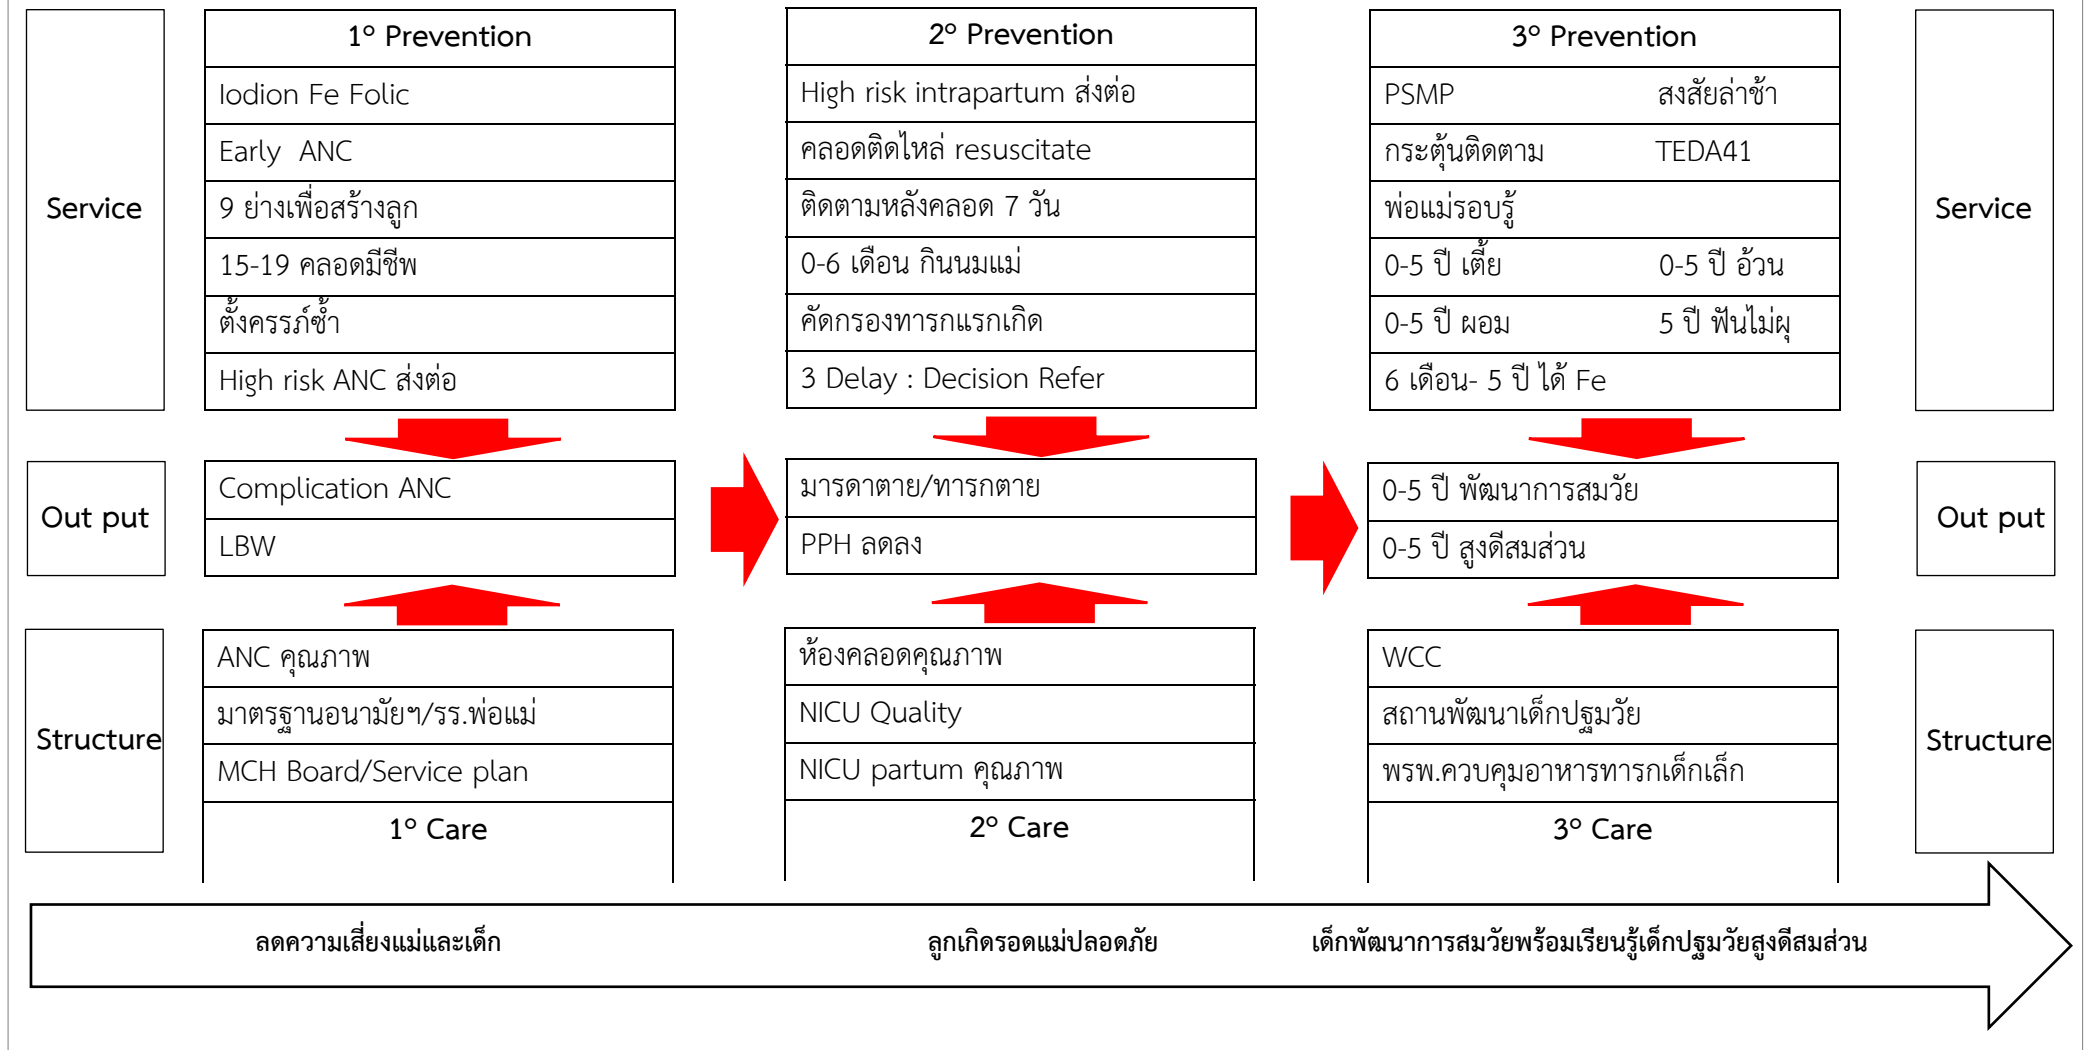 Service
1° Prevention
Iodion Fe Folic
Early ANC
9 ย่างเพื่อสร้างลูก
15-19 คลอดมีชีพ
ตั้งครรภ์ซ้ำ
High risk ANC ส่งต่อ
2° Prevention
High risk intrapartum ส่งต่อ
คลอดติดไหล่ resuscitate
ติดตามหลังคลอด 7 วัน
0-6 เดือน กินนมแม่
คัดกรองทารกแรกเกิด
3 Delay : Decision Refer
3° Prevention
PSMP สงสัยล่าช้า
กระตุ้นติดตาม TEDA41
พ่อแม่รอบรู้
0-5 ปี เตี้ย 0-5 ปี อ้วน
0-5 ปี ผอม 5 ปี ฟันไม่ผุ
6 เดือน- 5 ปี ได้ Fe
Service
Out put
Complication ANC
LBW
มารดาตาย/ทารกตาย
PPH ลดลง
0-5 ปี พัฒนาการสมวัย
0-5 ปี สูงดีสมส่วน
Out put
Structure
ANC คุณภาพ
มาตรฐานอนามัยฯ/รร.พ่อแม่
MCH Board/Service plan
1° Care
ห้องคลอดคุณภาพ
NICU Quality
NICU partum คุณภาพ
2° Care
WCC
สถานพัฒนาเด็กปฐมวัย
พรพ.ควบคุมอาหารทารกเด็กเล็ก
3° Care
Structure
ลดความเสี่ยงแม่และเด็ก
ลูกเกิดรอดแม่ปลอดภัย
เด็กพัฒนาการสมวัยพร้อมเรียนรู้เด็กปฐมวัยสูงดีสมส่วน